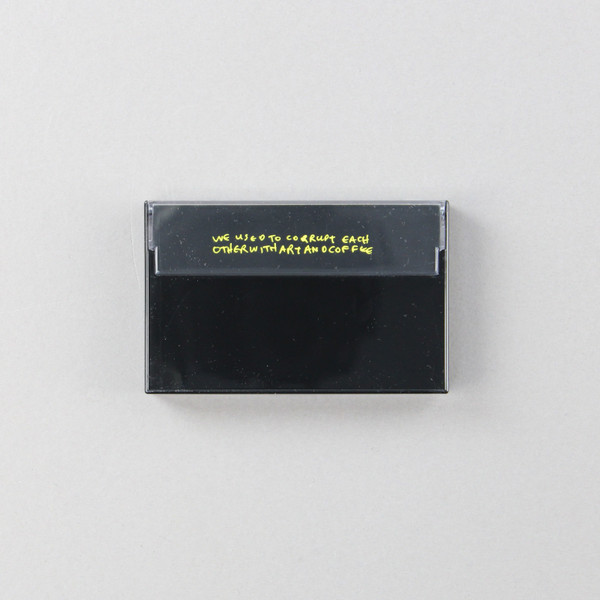 WE USED TO CORRUPT EACH
OTHER WITH ART AND COFFEE